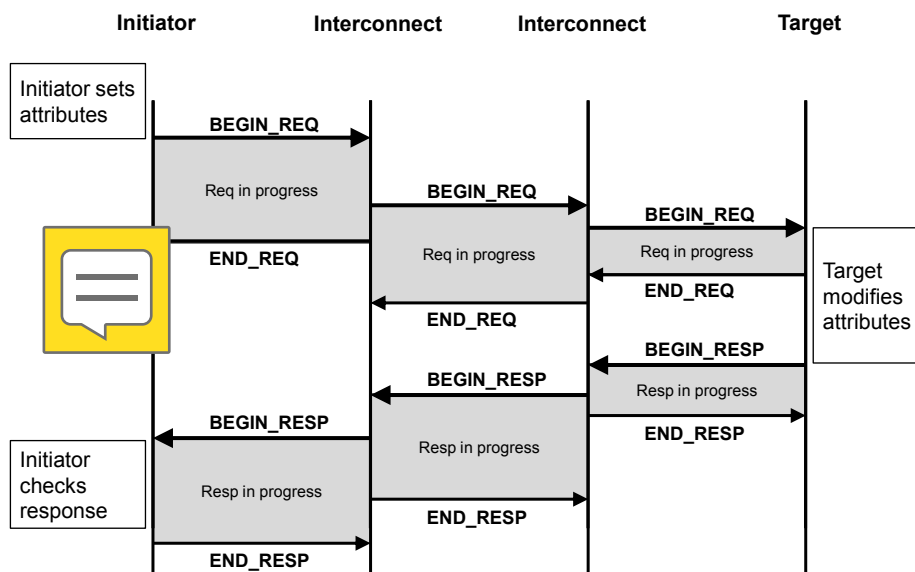 Initiator
Interconnect
Interconnect
Target
Initiator sets
attributes
BEGIN_REQ
Req in progress
END_REQ
BEGIN_REQ
Req in progress
END_REQ
BEGIN_REQ
Req in progress
END_REQ
Target
modifies
attributes
BEGIN_RESP
Resp in progress
END_RESP
BEGIN_RESP
Resp in progress
END_RESP
BEGIN_RESP
Resp in progress
END_RESP
Initiator
checks
response